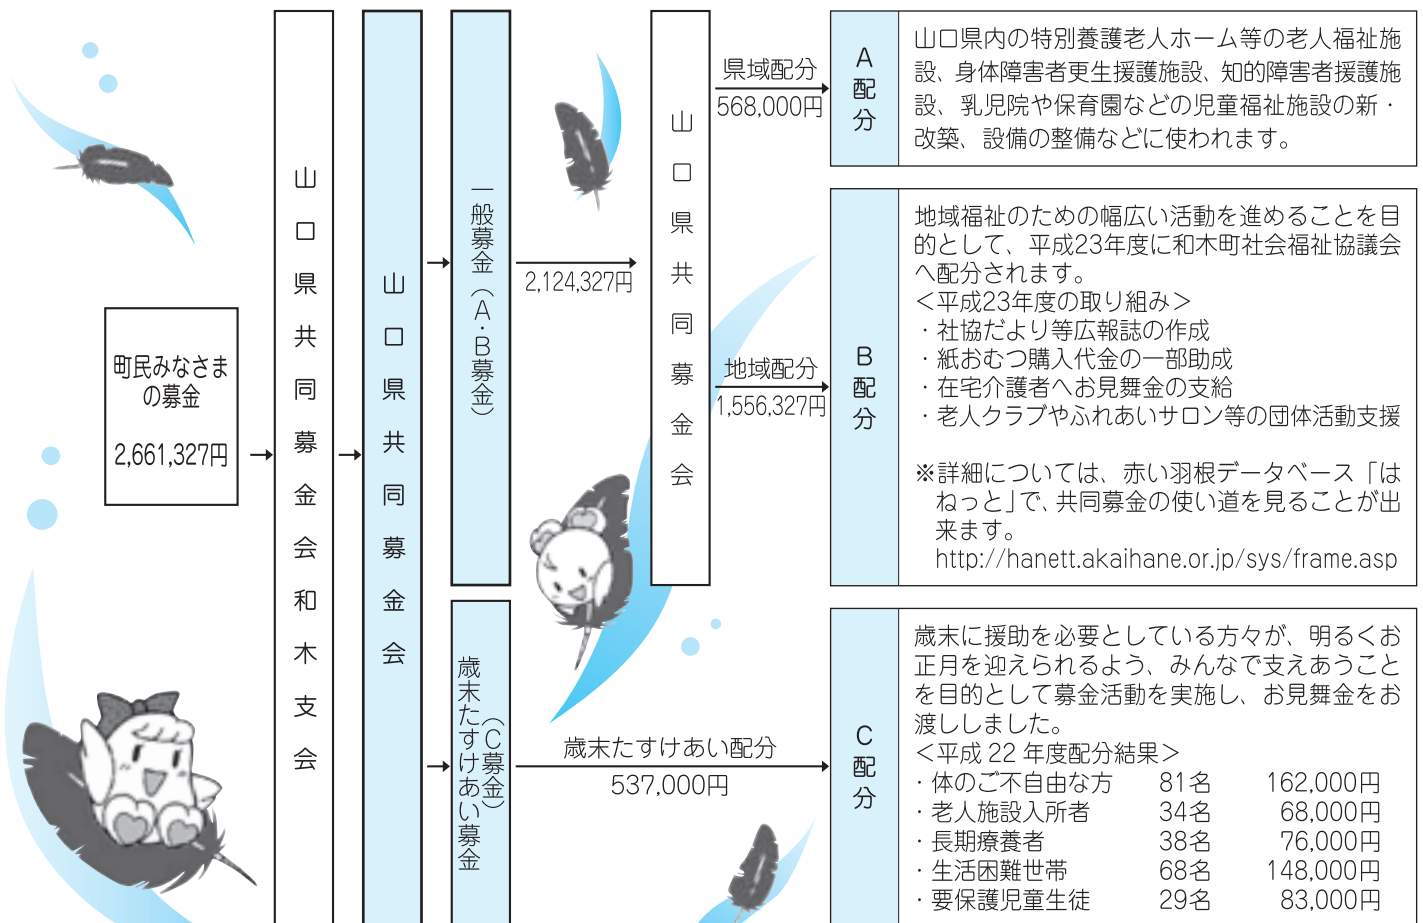 町民みなさま
の募金
2,661,327円
山口県共同募金会和木支会
山口県共同募金会
一般募金（A・B募金）
2,124,327円
山口県共同募金会
県域配分
568,000円
A配分
山口県内の特別養護老人ホーム等の老人福祉施
設、身体障害者更生援護施設、知的障害者援護施
設、乳児院や保育園などの児童福祉施設の新・
改築、設備の整備などに使われます。
地域配分
1,556,327円
B配分
地域福祉のための幅広い活動を進めることを目
的として、平成23年度に和木町社会福祉協議会
へ配分されます。
＜平成23年度の取り組み＞
・社協だより等広報誌の作成
・紙おむつ購入代金の一部助成
・在宅介護者へお見舞金の支給
・老人クラブやふれあいサロン等の団体活動支援
※詳細については、赤い羽根データベース「は
ねっと」で、共同募金の使い道を見ることが出
来ます。
http://hanett.akaihane.or.jp/sys/frame.asp
歳末たすけあい募金
（C募金）
歳末たすけあい配分
537,000円
C配分
歳末に援助を必要としている方々が、明るくお
正月を迎えられるよう、みんなで支えあうこと
を目的として募金活動を実施し、お見舞金をお
渡ししました。
＜平成 22 年度配分結果＞
・体のご不自由な方 81名 162,000円
・老人施設入所者 34名 68,000円
・長期療養者 38名 76,000円
・生活困難世帯 68名 148,000円
・要保護児童生徒 29名 83,000円